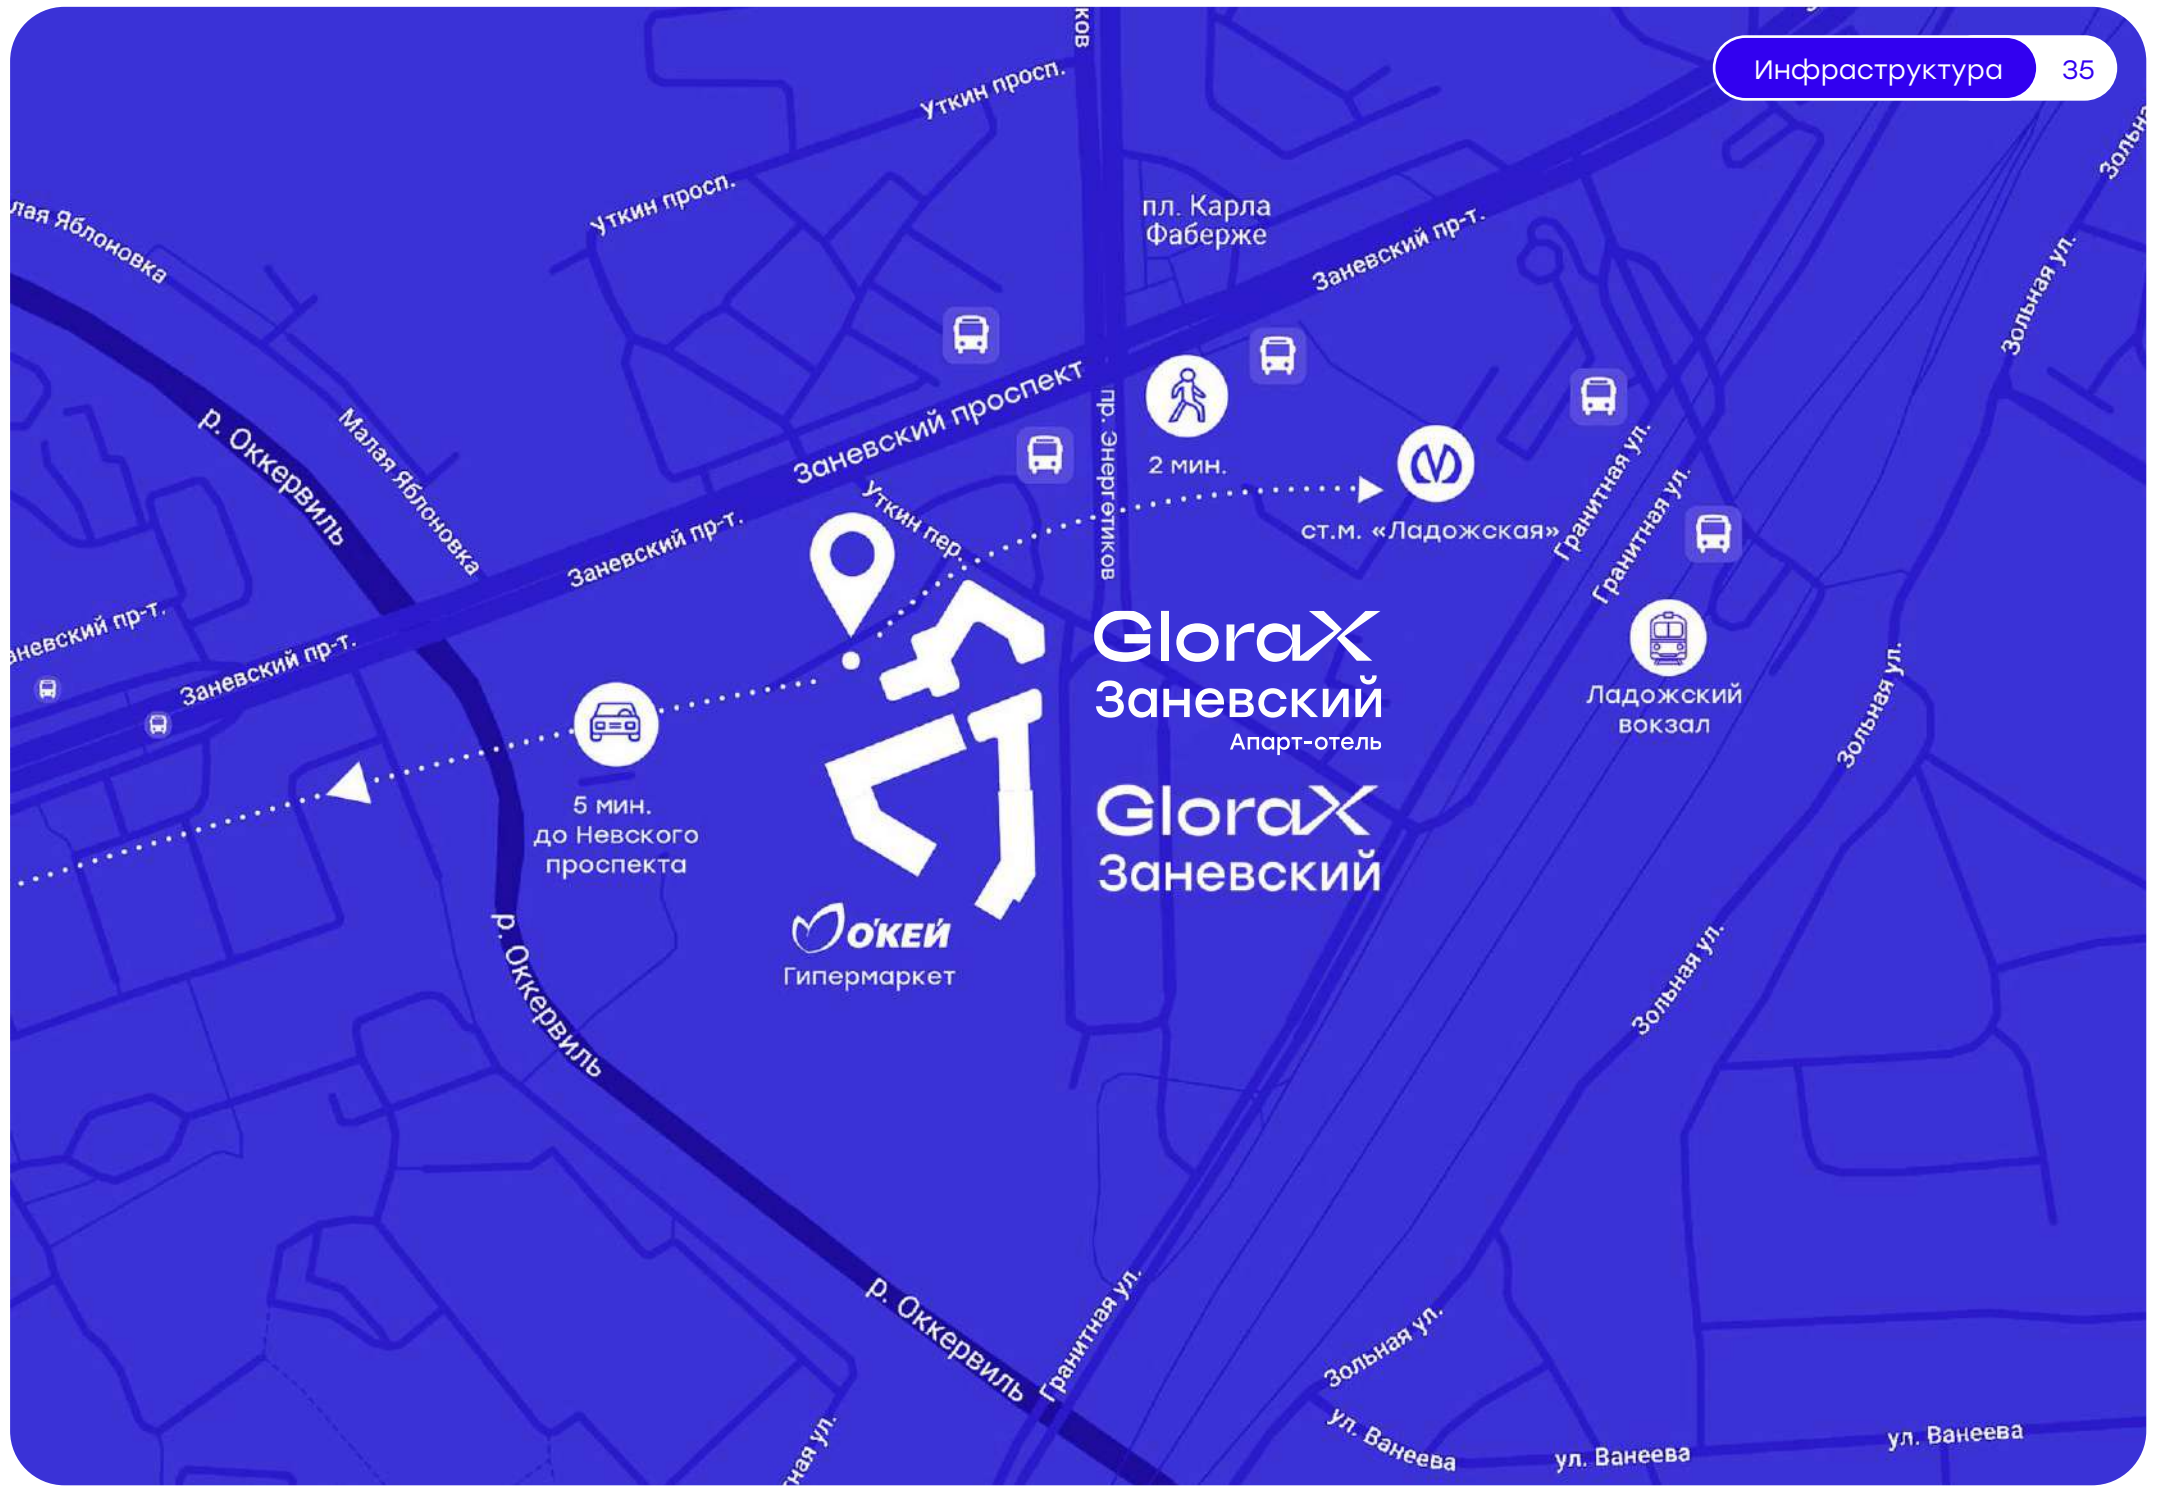 Инфраструктура 35
ков
Уткин просп.
Уткин просп.
Зольна
лая Яблоновка
пл. Карла
Фаберже
Заневский пр-т.
Зольная ул.
Заневский проспект
пр. Энергетиков
2 мин.
р. Оккервиль
Малая Яблоновка
Уткин пер.
Заневский пр-т.
ст.м. «Ладожская»
Гранитная ул.
Гранитная ул.
аневский пр-т.
Заневский пр-т.
GloraX
Заневский
Апарт-отель
Ладожский
вокзал
Зольная ул.
5 мин.
до Невского
проспекта
GloraX
Заневский
О'КЕЙ
Гипермаркет
р. Оккервиль
Зольная ул.
р. Оккервиль
Гранитная ул.
Зольная ул.
ул. Ванеева
ул. Ванеева
ул. Ванеева
ная ул.